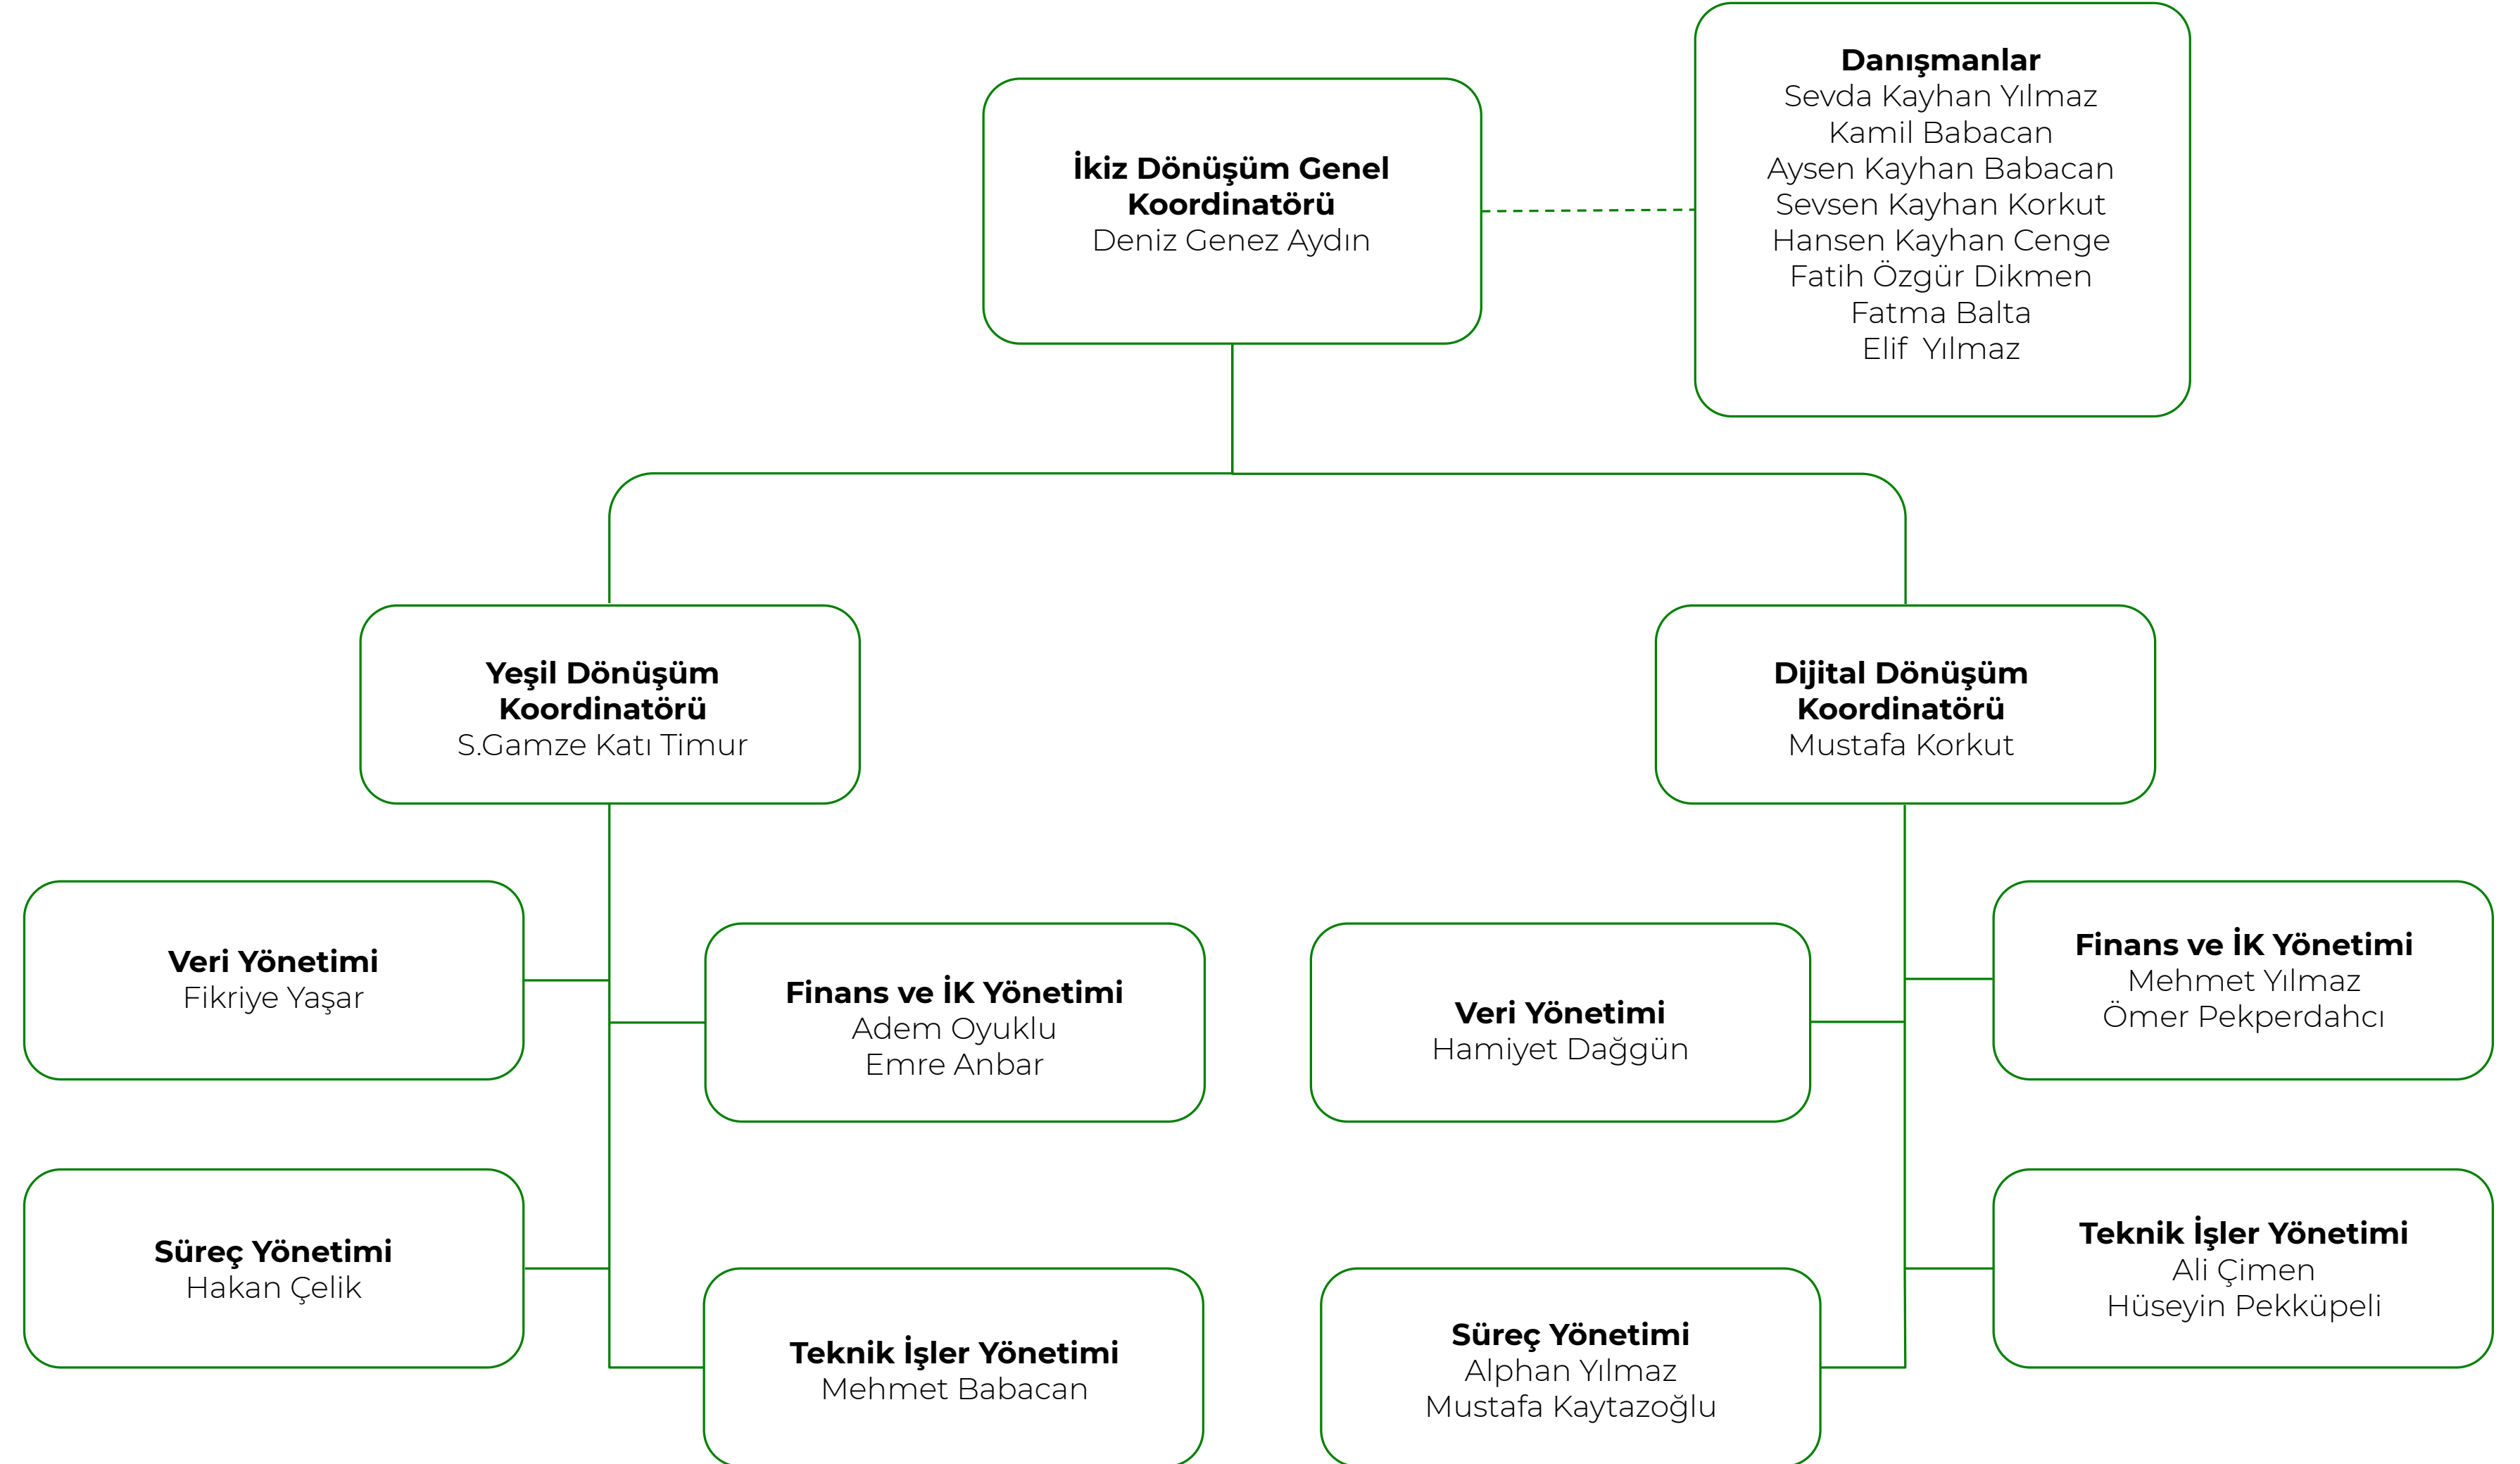 Danışmanlar
Sevda Kayhan Yılmaz
Kamil Babacan
Aysen Kayhan Babacan
Sevsen Kayhan Korkut
Hansen Kayhan Cenge
Fatih Özgür Dikmen
Fatma Balta
Elif  Yılmaz
İkiz Dönüşüm Genel
Koordinatörü
Deniz Genez Aydın
Yeşil Dönüşüm
Koordinatörü
S.Gamze Katı Timur
Dijital Dönüşüm
Koordinatörü
Mustafa Korkut
Veri Yönetimi
Fikriye Yaşar
Finans ve İK Yönetimi
Adem Oyuklu
Emre Anbar
Veri Yönetimi
Hamiyet Dağgün
Finans ve İK Yönetimi
Mehmet Yılmaz
Ömer Pekperdahcı
Süreç Yönetimi
Hakan Çelik
Teknik İşler Yönetimi
Mehmet Babacan
Süreç Yönetimi
Alphan Yılmaz
Mustafa Kaytazoğlu
Teknik İşler Yönetimi
Ali Çimen
Hüseyin Pekküpeli